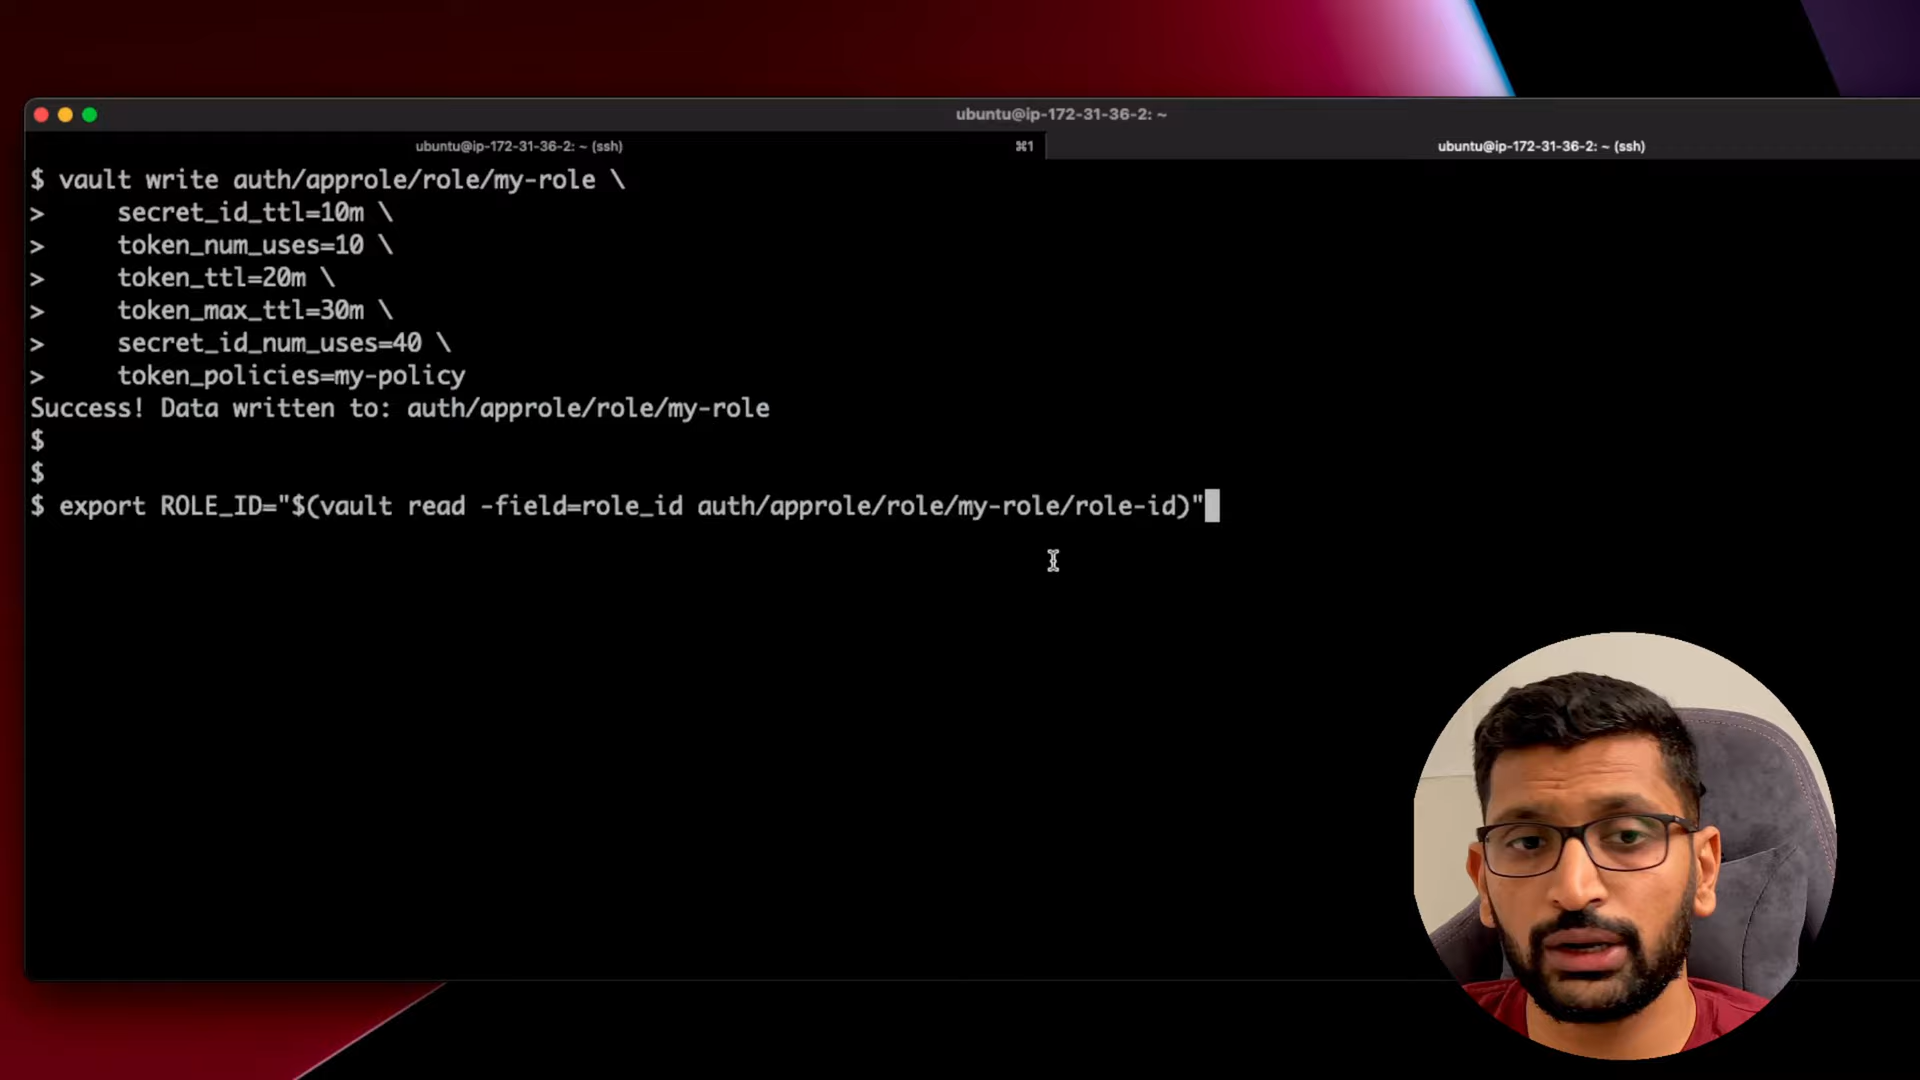 ubuntu@ip-172-31-36-2: ~
ubuntu@ip-172-31-36-2: ~ (ssh)
⌘1
ubuntu@ip-172-31-36-2: ~ (ssh)
$ vault write auth/approle/role/my-role \
>     secret_id_ttl=10m \
>     token_num_uses=10 \
>     token_ttl=20m \
>     token_max_ttl=30m \
>     secret_id_num_uses=40 \
>     token_policies=my-policy
Success! Data written to: auth/approle/role/my-role
$
$
$ export ROLE_ID="$(vault read -field=role_id auth/approle/role/my-role/role-id)"